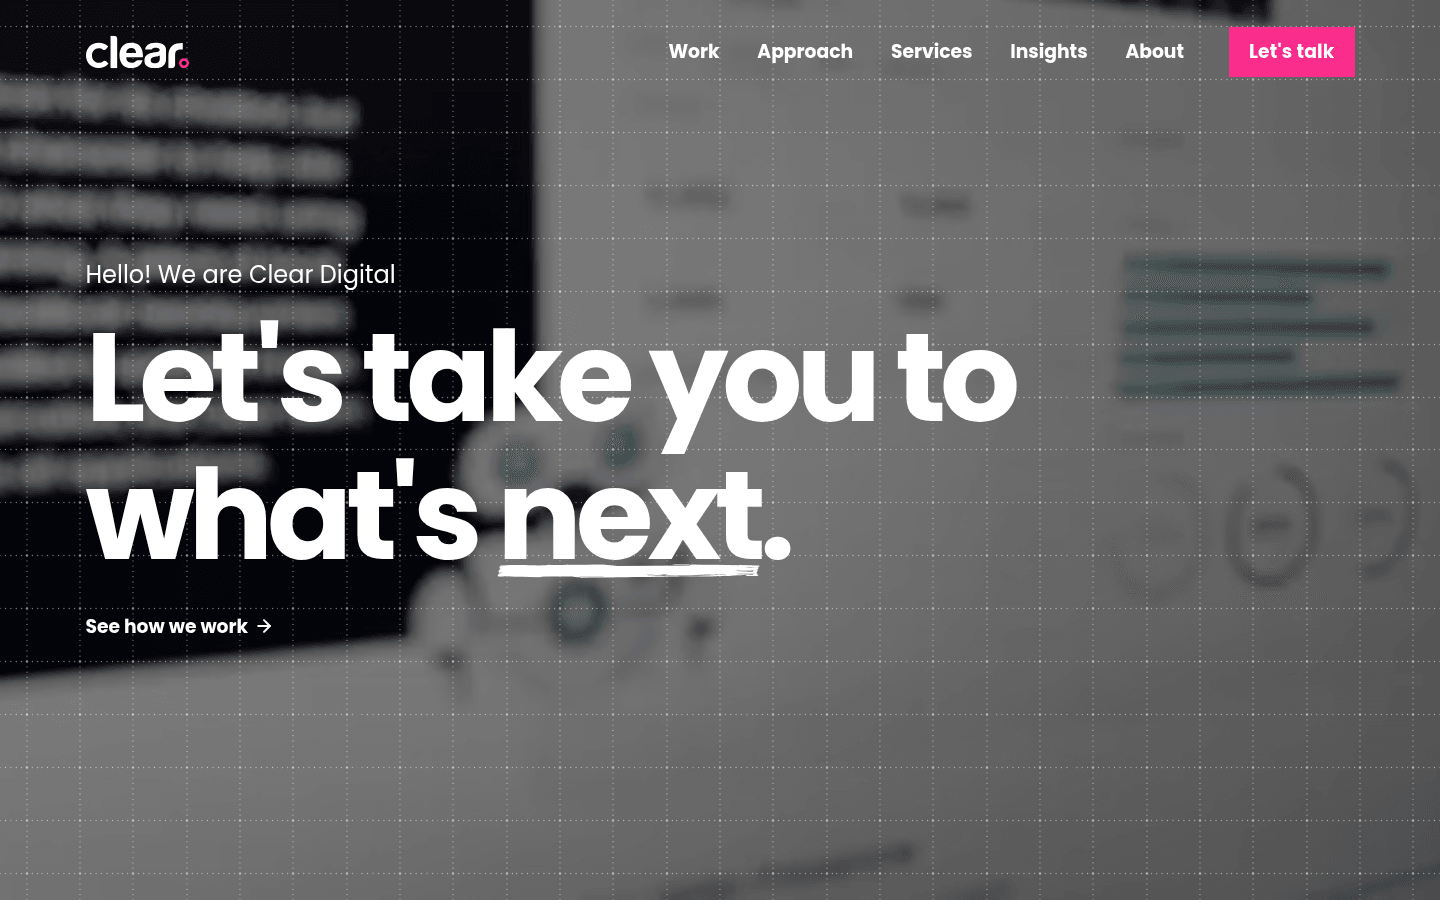 clear.
Work
Approach
Services
Insights
About
Let's talk
Hello! We are Clear Digital
Let's take you to
what's next.
See how we work →